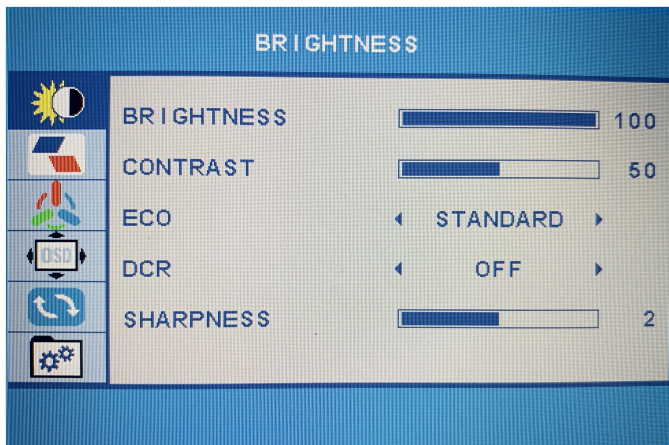 BRIGHTNESS
BRIGHTNESS 100
CONTRAST 50
ECO STANDARD
DCR OFF
OSD
SHARPNESS 2